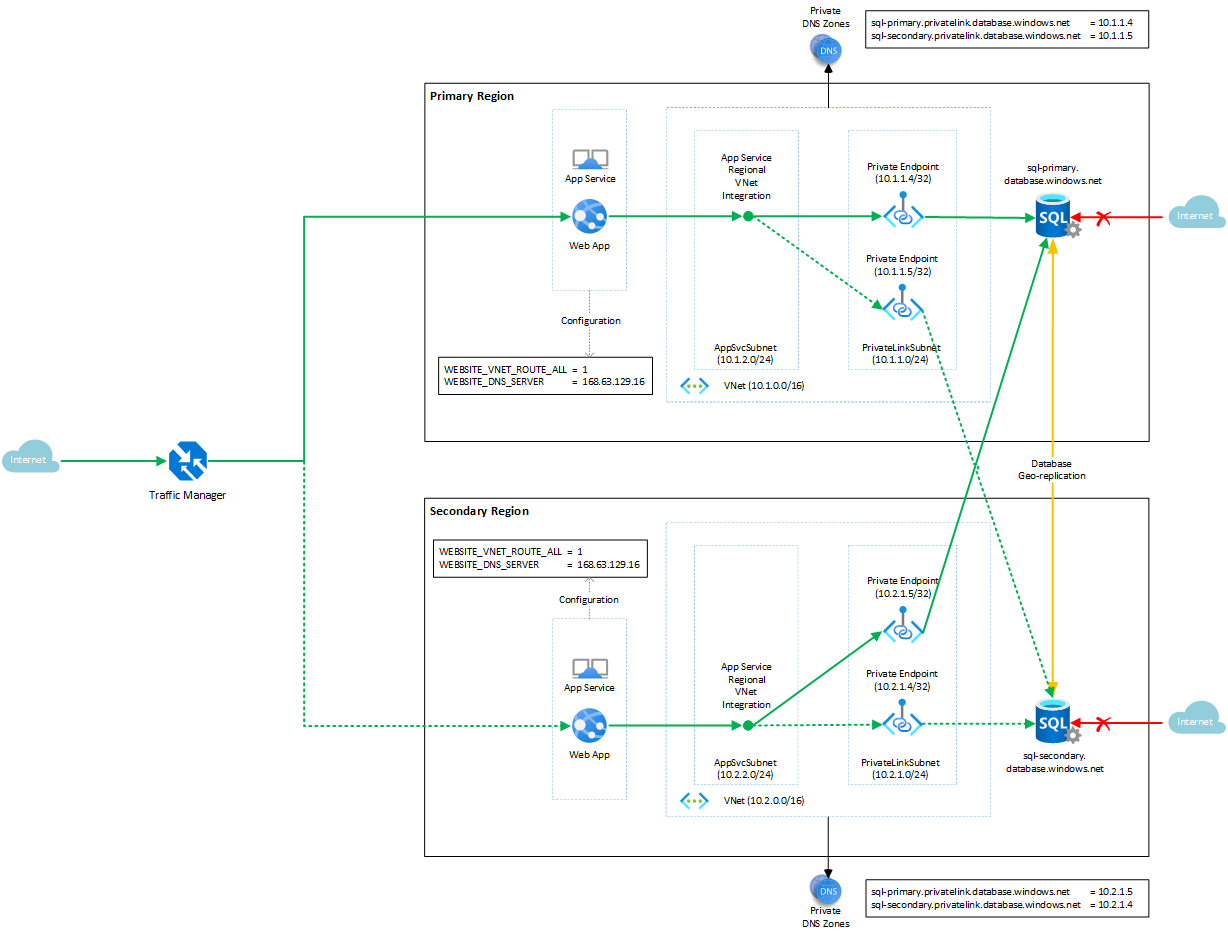 Private
DNS Zones
DNS
sql-primary.privatelink.database.windows.net = 10.1.1.4
sql-secondary.privatelink.database.windows.net = 10.1.1.5
Primary Region
App Service
Web App
Configuration
WEBSITE_VNET_ROUTE_ALL = 1
WEBSITE_DNS_SERVER = 168.63.129.16
App Service
Regional
VNet
Integration
AppSvcSubnet
(10.1.2.0/24)
Private Endpoint
(10.1.1.4/32)
Private Endpoint
(10.1.1.5/32)
PrivateLinkSubnet
(10.1.1.0/24)
VNet (10.1.0.0/16)
sql-primary.
database.windows.net
SQL
Internet
Internet
Traffic Manager
Database
Geo-replication
Secondary Region
WEBSITE_VNET_ROUTE_ALL = 1
WEBSITE_DNS_SERVER = 168.63.129.16
Configuration
App Service
Web App
App Service
Regional
VNet
Integration
AppSvcSubnet
(10.2.2.0/24)
Private Endpoint
(10.2.1.5/32)
Private Endpoint
(10.2.1.4/32)
PrivateLinkSubnet
(10.2.1.0/24)
VNet (10.2.0.0/16)
SQL
sql-secondary.
database.windows.net
Internet
DNS
Private
DNS Zones
sql-primary.privatelink.database.windows.net = 10.2.1.5
sql-secondary.privatelink.database.windows.net = 10.2.1.4